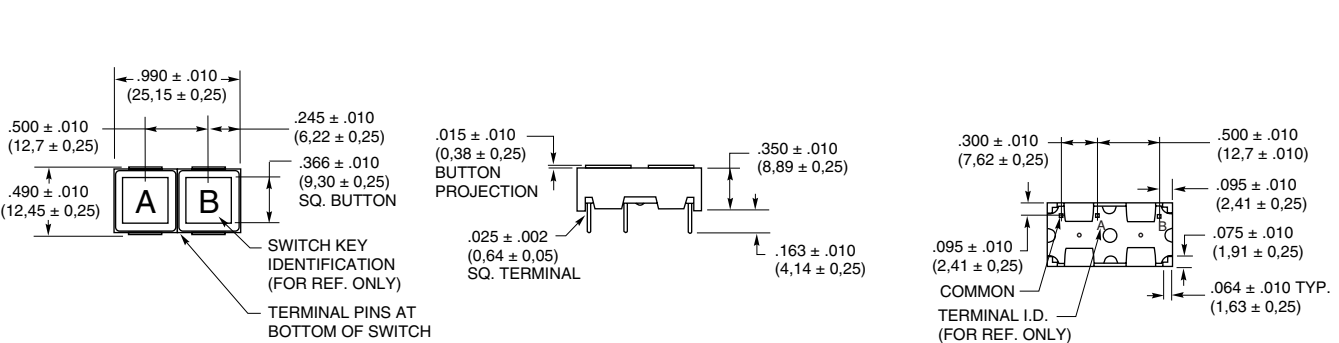 .990 ± .010
(25,15 ± 0,25)
.500 ± .010
(12,7 ± 0,25)
.245 ± .010
(6,22 ± 0,25)
.366 ± .010
(9,30 ± 0,25)
SQ. BUTTON
.490 ± .010
(12,45 ± 0,25)
A
B
SWITCH KEY
IDENTIFICATION
(FOR REF. ONLY)
TERMINAL PINS AT
BOTTOM OF SWITCH
.015 ± .010
(0,38 ± 0,25)
BUTTON
PROJECTION
.350 ± .010
(8,89 ± 0,25)
.025 ± .002
(0,64 ± 0,05)
SQ. TERMINAL
.163 ± .010
(4,14 ± 0,25)
.300 ± .010
(7,62 ± 0,25)
.500 ± .010
(12,7 ± .010)
.095 ± .010
(2,41 ± 0,25)
A
B
.095 ± .010
(2,41 ± 0,25)
.075 ± .010
(1,91 ± 0,25)
COMMON
.064 ± .010 TYP.
(1,63 ± 0,25)
TERMINAL I.D.
(FOR REF. ONLY)